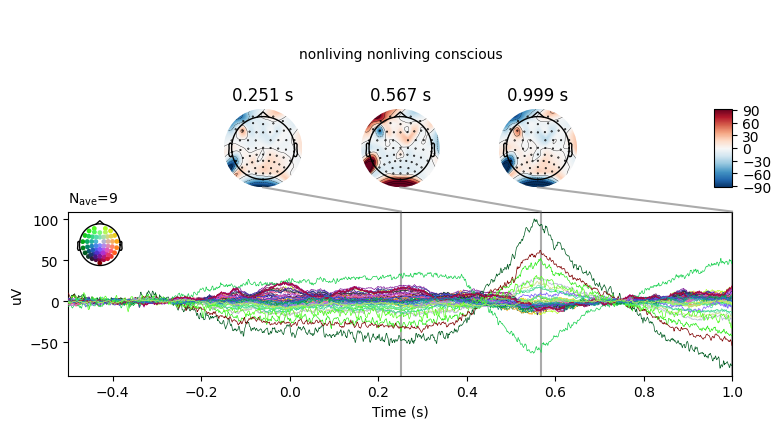 nonliving nonliving conscious
0.251 s 0.567 s 0.999 s
90
60
30
0
−30
−60
−90
Nave=9
100
50
0
−50
uV
−0.4 −0.2 0.0 0.2 0.4 0.6 0.8 1.0
Time (s)